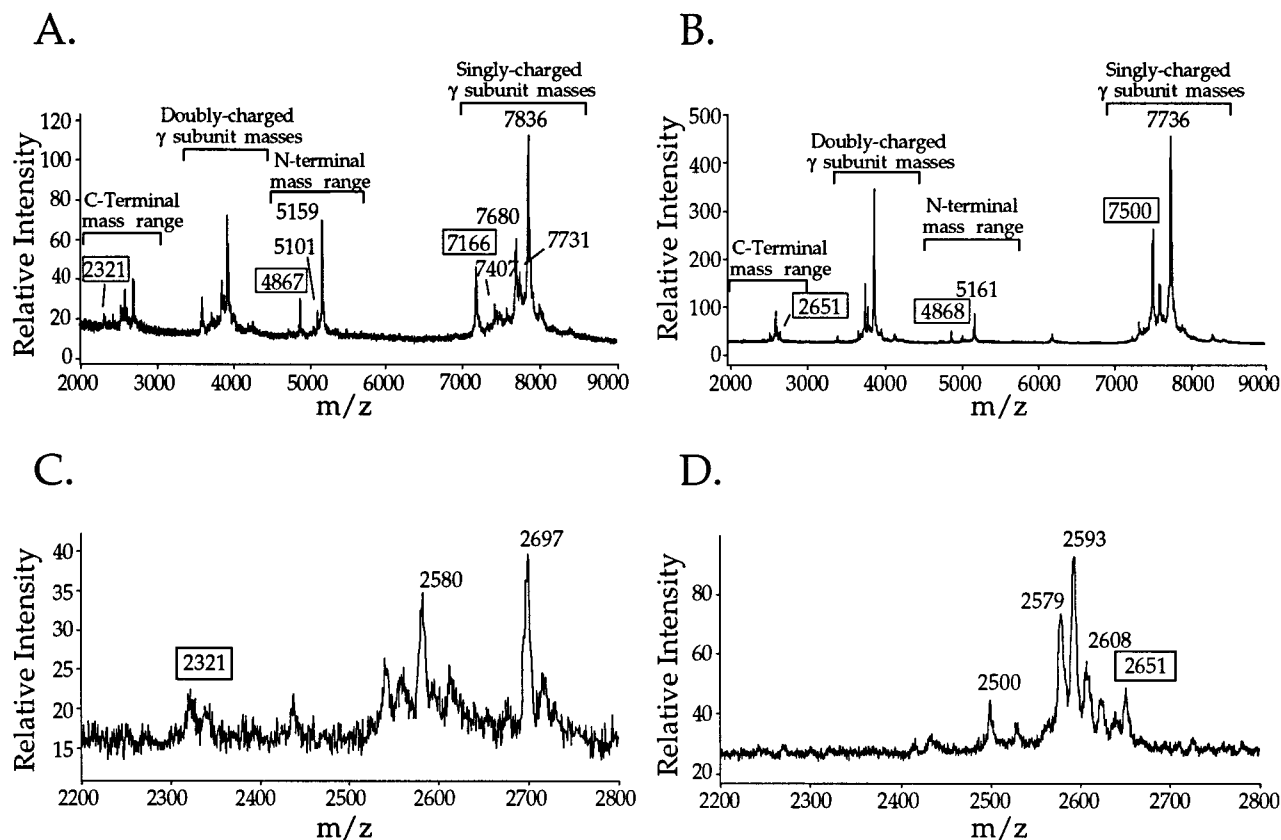 A.
Singly-charged
γ subunit masses
Doubly-charged
γ subunit masses
N-terminal
mass range
C-Terminal
mass range
7836
5159
5101
4867
2321
7680
7166
7407
7731
Relative Intensity
120
100
80
60
40
20
0
2000 3000 4000 5000 6000 7000 8000 9000
m/z
B.
Singly-charged
γ subunit masses
7736
Doubly-charged
γ subunit masses
N-terminal
mass range
C-Terminal
mass range
7500
2651
4868
5161
Relative Intensity
500
400
300
200
100
0
2000 3000 4000 5000 6000 7000 8000 9000
m/z
C.
2697
2580
2321
Relative Intensity
40
35
30
25
20
15
2200 2300 2400 2500 2600 2700 2800
m/z
D.
2593
2579
2608
2651
2500
Relative Intensity
80
60
40
20
2200 2300 2400 2500 2600 2700 2800
m/z